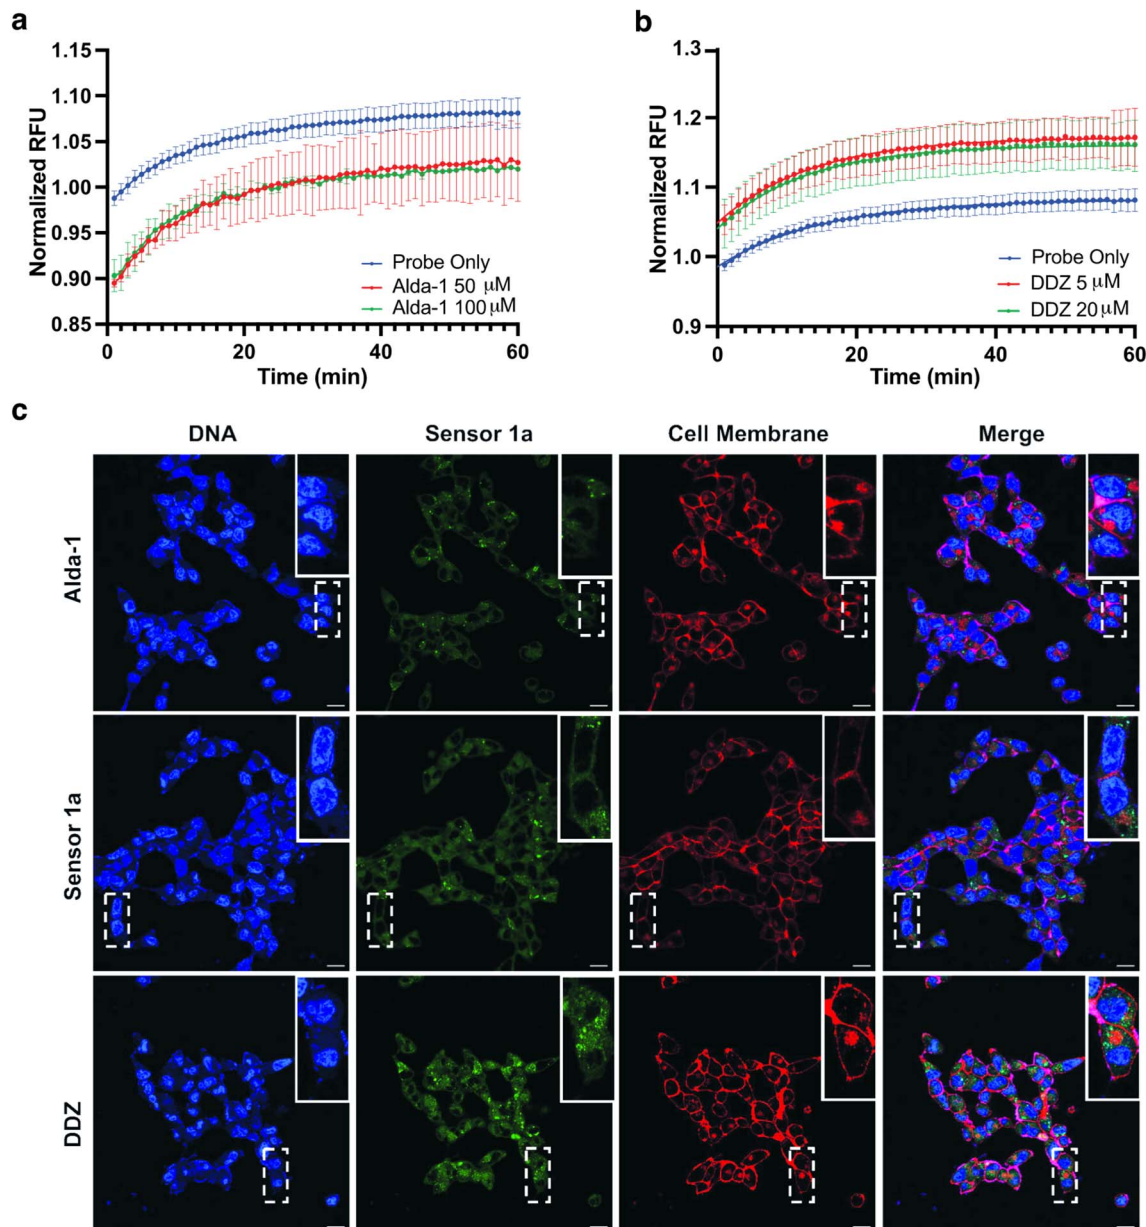 a
1.15
1.10
1.05
1.00
0.95
0.90
0.85
Normalized RFU
0 20 40 60
Time (min)
Probe Only
Alda-1 50 μM
Alda-1 100 μM
b
1.3
1.2
1.1
1.0
0.9
Normalized RFU
0 20 40 60
Time (min)
Probe Only
DDZ 5 μM
DDZ 20 μM
c
DNA Sensor 1a Cell Membrane Merge
Alda-1
Sensor 1a
DDZ